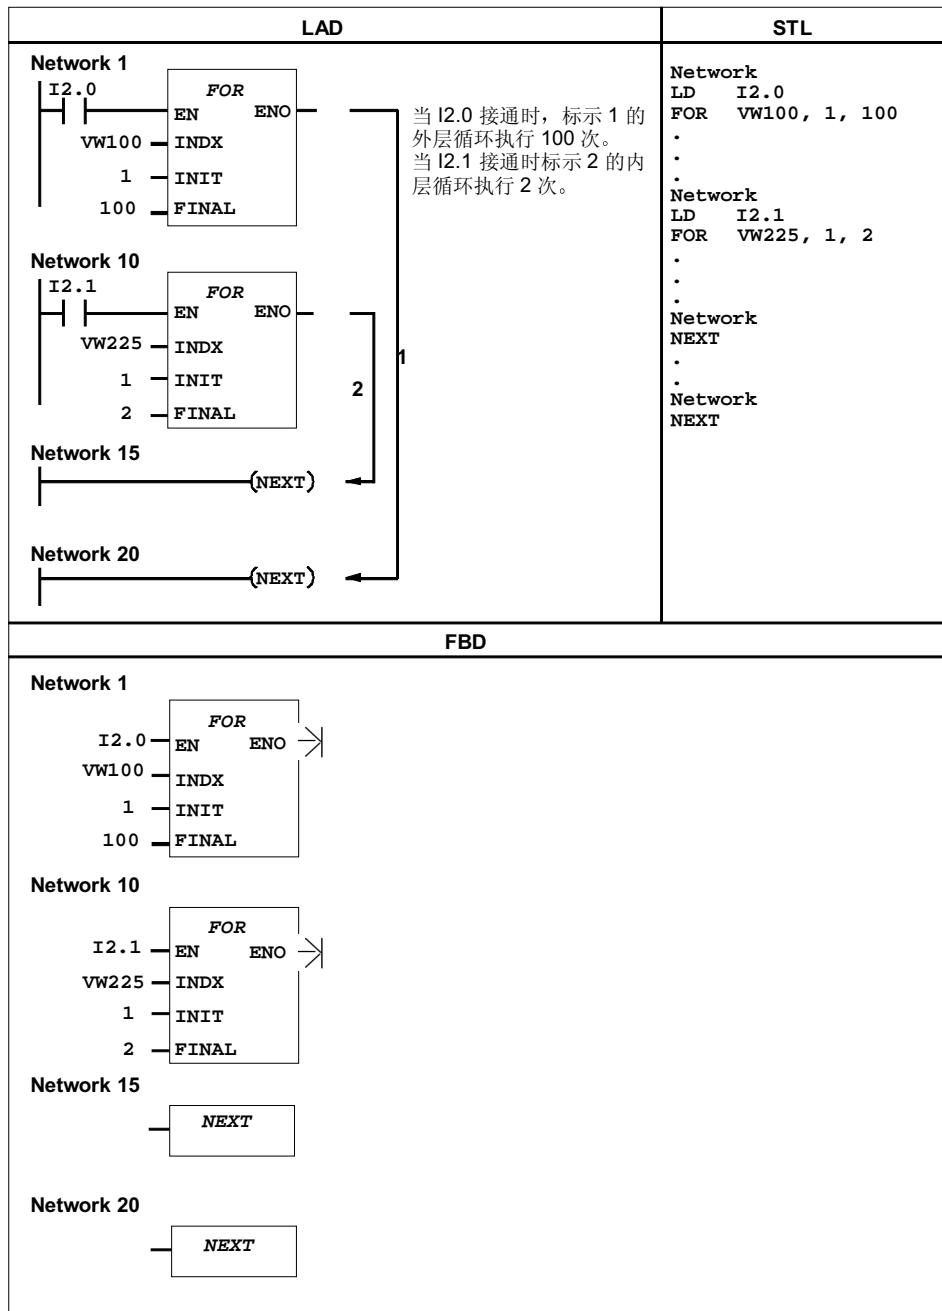 LAD
STL
Network 1
I2.0
FOR
EN ENO
VW100 INDX
1 INIT
100 FINAL
当 I2.0 接通时，标示 1 的
外层循环执行 100 次。
当 I2.1 接通时标示 2 的内
层循环执行 2 次。
Network 10
I2.1
FOR
EN ENO
VW225 INDX
1 INIT
2 FINAL
1
2
Network 15
(NEXT)
Network 20
(NEXT)
Network
LD I2.0
FOR VW100, 1, 100
.
.
.
Network
LD I2.1
FOR VW225, 1, 2
.
.
.
Network
NEXT
.
.
Network
NEXT
FBD
Network 1
FOR
I2.0 EN ENO
VW100 INDX
1 INIT
100 FINAL
Network 10
FOR
I2.1 EN ENO
VW225 INDX
1 INIT
2 FINAL
Network 15
NEXT
Network 20
NEXT